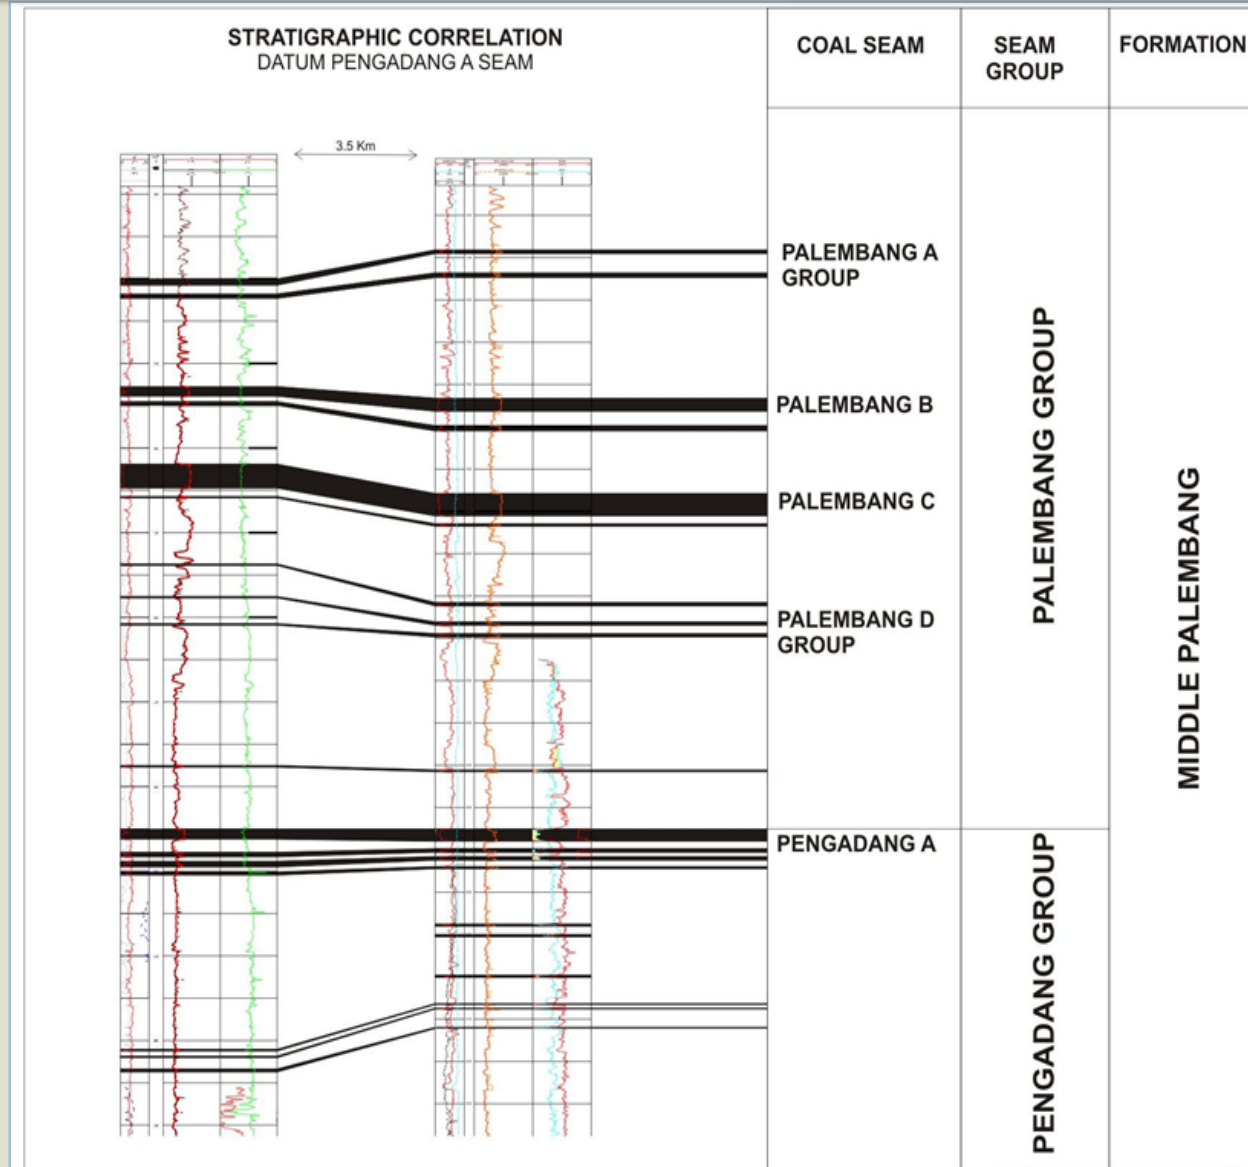 STRATIGRAPHIC CORRELATION
DATUM PENGADANG A SEAM
COAL SEAM
SEAM
GROUP
FORMATION
3.5 Km
PALEMBANG A
GROUP
PALEMBANG B
PALEMBANG C
PALEMBANG D
GROUP
PENGADANG A
PALEMBANG GROUP
PENGADANG GROUP
MIDDLE PALEMBANG